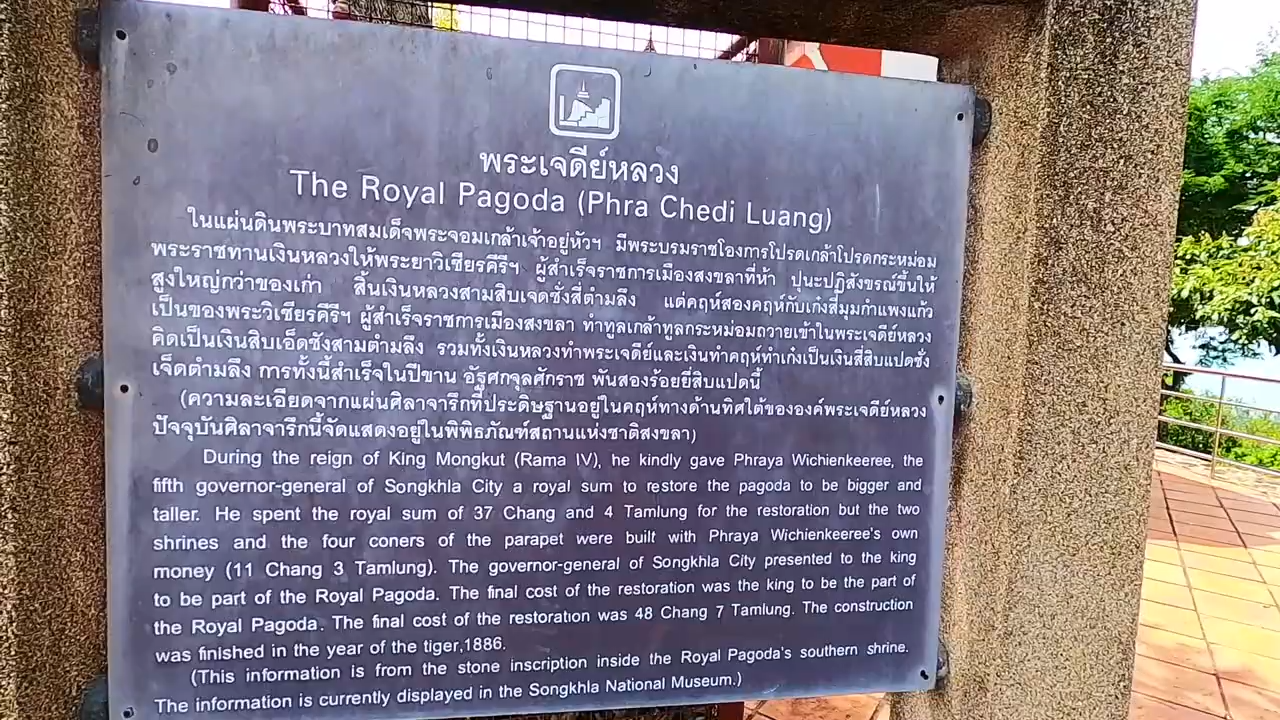 พระเจดีย์หลวง
The Royal Pagoda (Phra Chedi Luang)
ในแผ่นดินพระบาทสมเด็จพระจอมเกล้าเจ้าอยู่หัวฯ มีพระบรมราชโองการโปรดเกล้าโปรดกระหม่อม
พระราชทานเงินหลวงให้พระยาวิเชียรคีรีฯ ผู้สำเร็จราชการเมืองสงขลาที่ห้า ปุนะปฏิสังขรณ์ขึ้นให้
สูงใหญ่กว่าของเก่า สิ้นเงินหลวงสามสิบเจดชั่งสี่ตำมลึง แต่คฤห์สองคฤห์กับเก๋งสี่มุมกำแพงแก้ว
เป็นของพระวิเชียรคีรีฯ ผู้สำเร็จราชการเมืองสงขลา ทำทูลเกล้าทูลกระหม่อมถวายเข้าในพระเจดีย์หลวง
คิดเป็นเงินสิบเอ็ดชังสามตำมลึง รวมทั้งเงินหลวงทำพระเจดีย์และเงินทำคฤห์ทำเก๋งเป็นเงินสี่สิบแปดชั่ง
เจ็ดตำมลึง การทั้งนี้สำเร็จในปีขาน อัฐศกจุลศักราช พันสองร้อยยี่สิบแปดนี้
(ความละเอียดจากแผ่นศิลาจารึกที่ประดิษฐานอยู่ในคฤห์ทางด้านทิศใต้ขององค์พระเจดีย์หลวง
ปัจจุบันศิลาจารึกนี้จัดแสดงอยู่ในพิพิธภัณฑ์สถานแห่งชาติสงขลา)
During the reign of King Mongkut (Rama IV), he kindly gave Phraya Wichienkeeree, the
fifth governor-general of Songkhla City a royal sum to restore the pagoda to be bigger and
taller. He spent the royal sum of 37 Chang and 4 Tamlung for the restoration but the two
shrines and the four coners of the parapet were built with Phraya Wichienkeeree's own
money (11 Chang 3 Tamlung). The governor-general of Songkhla City presented to the king
to be part of the Royal Pagoda. The final cost of the restoration was the king to be the part of
the Royal Pagoda. The final cost of the restoration was 48 Chang 7 Tamlung. The construction
was finished in the year of the tiger,1886.
(This information is from the stone inscription inside the Royal Pagoda's southern shrine.
The information is currently displayed in the Songkhla National Museum.)